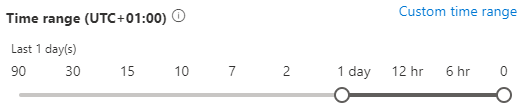 Time range (UTC+01:00) Custom time range
Last 1 day(s)
90 30 15 10 7 2 1 day 12 hr 6 hr 0